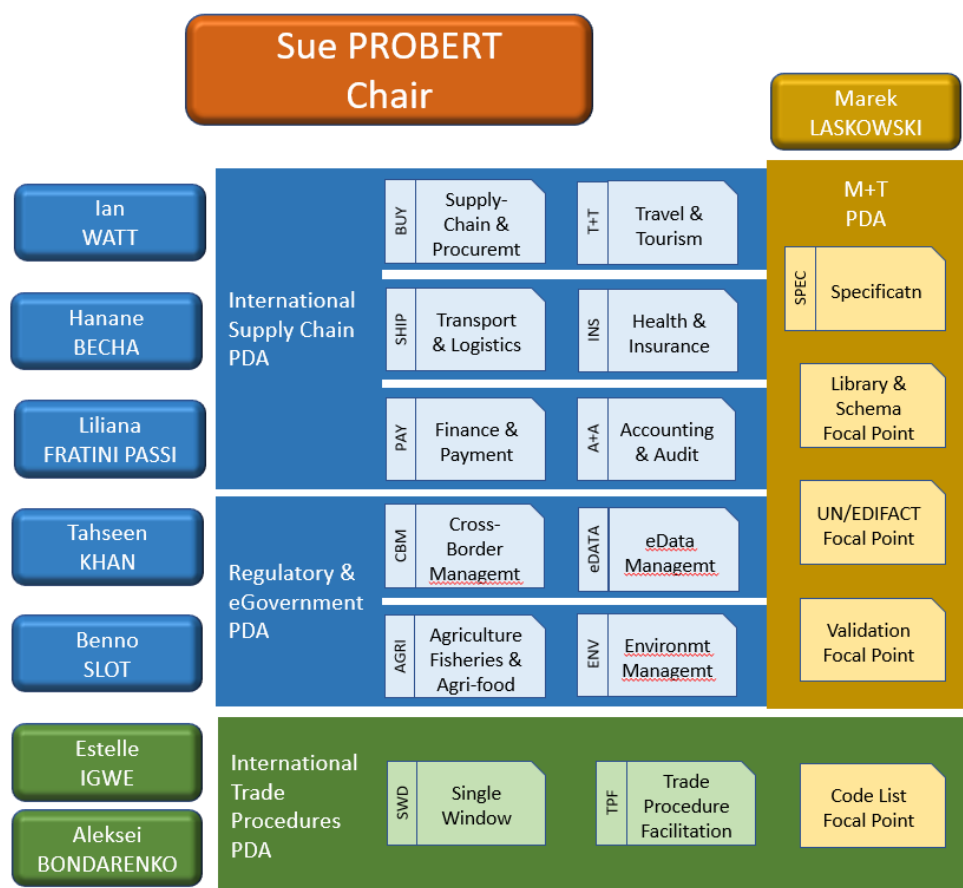 Sue PROBERT
Chair
Marek
LASKOWSKI
Ian
WATT
Hanane
BECHA
Liliana
FRATINI PASSI
Tahseen
KHAN
Benno
SLOT
Estelle
IGWE
Aleksei
BONDARENKO
International
Supply Chain
PDA
BUY
Supply-
Chain &
Procuremt
T+T
Travel &
Tourism
SHIP
Transport
& Logistics
INS
Health &
Insurance
PAY
Finance &
Payment
A+A
Accounting
& Audit
Regulatory &
eGovernment
PDA
CBM
Cross-
Border
Managemt
eDATA
eData
Managemt
AGRI
Agriculture
Fisheries &
Agri-food
ENV
Environmt
Managemt
M+T
PDA
SPEC
Specificatn
Library &
Schema
Focal Point
UN/EDIFACT
Focal Point
Validation
Focal Point
International
Trade
Procedures
PDA
SWD
Single
Window
TPF
Trade
Procedure
Facilitation
Code List
Focal Point